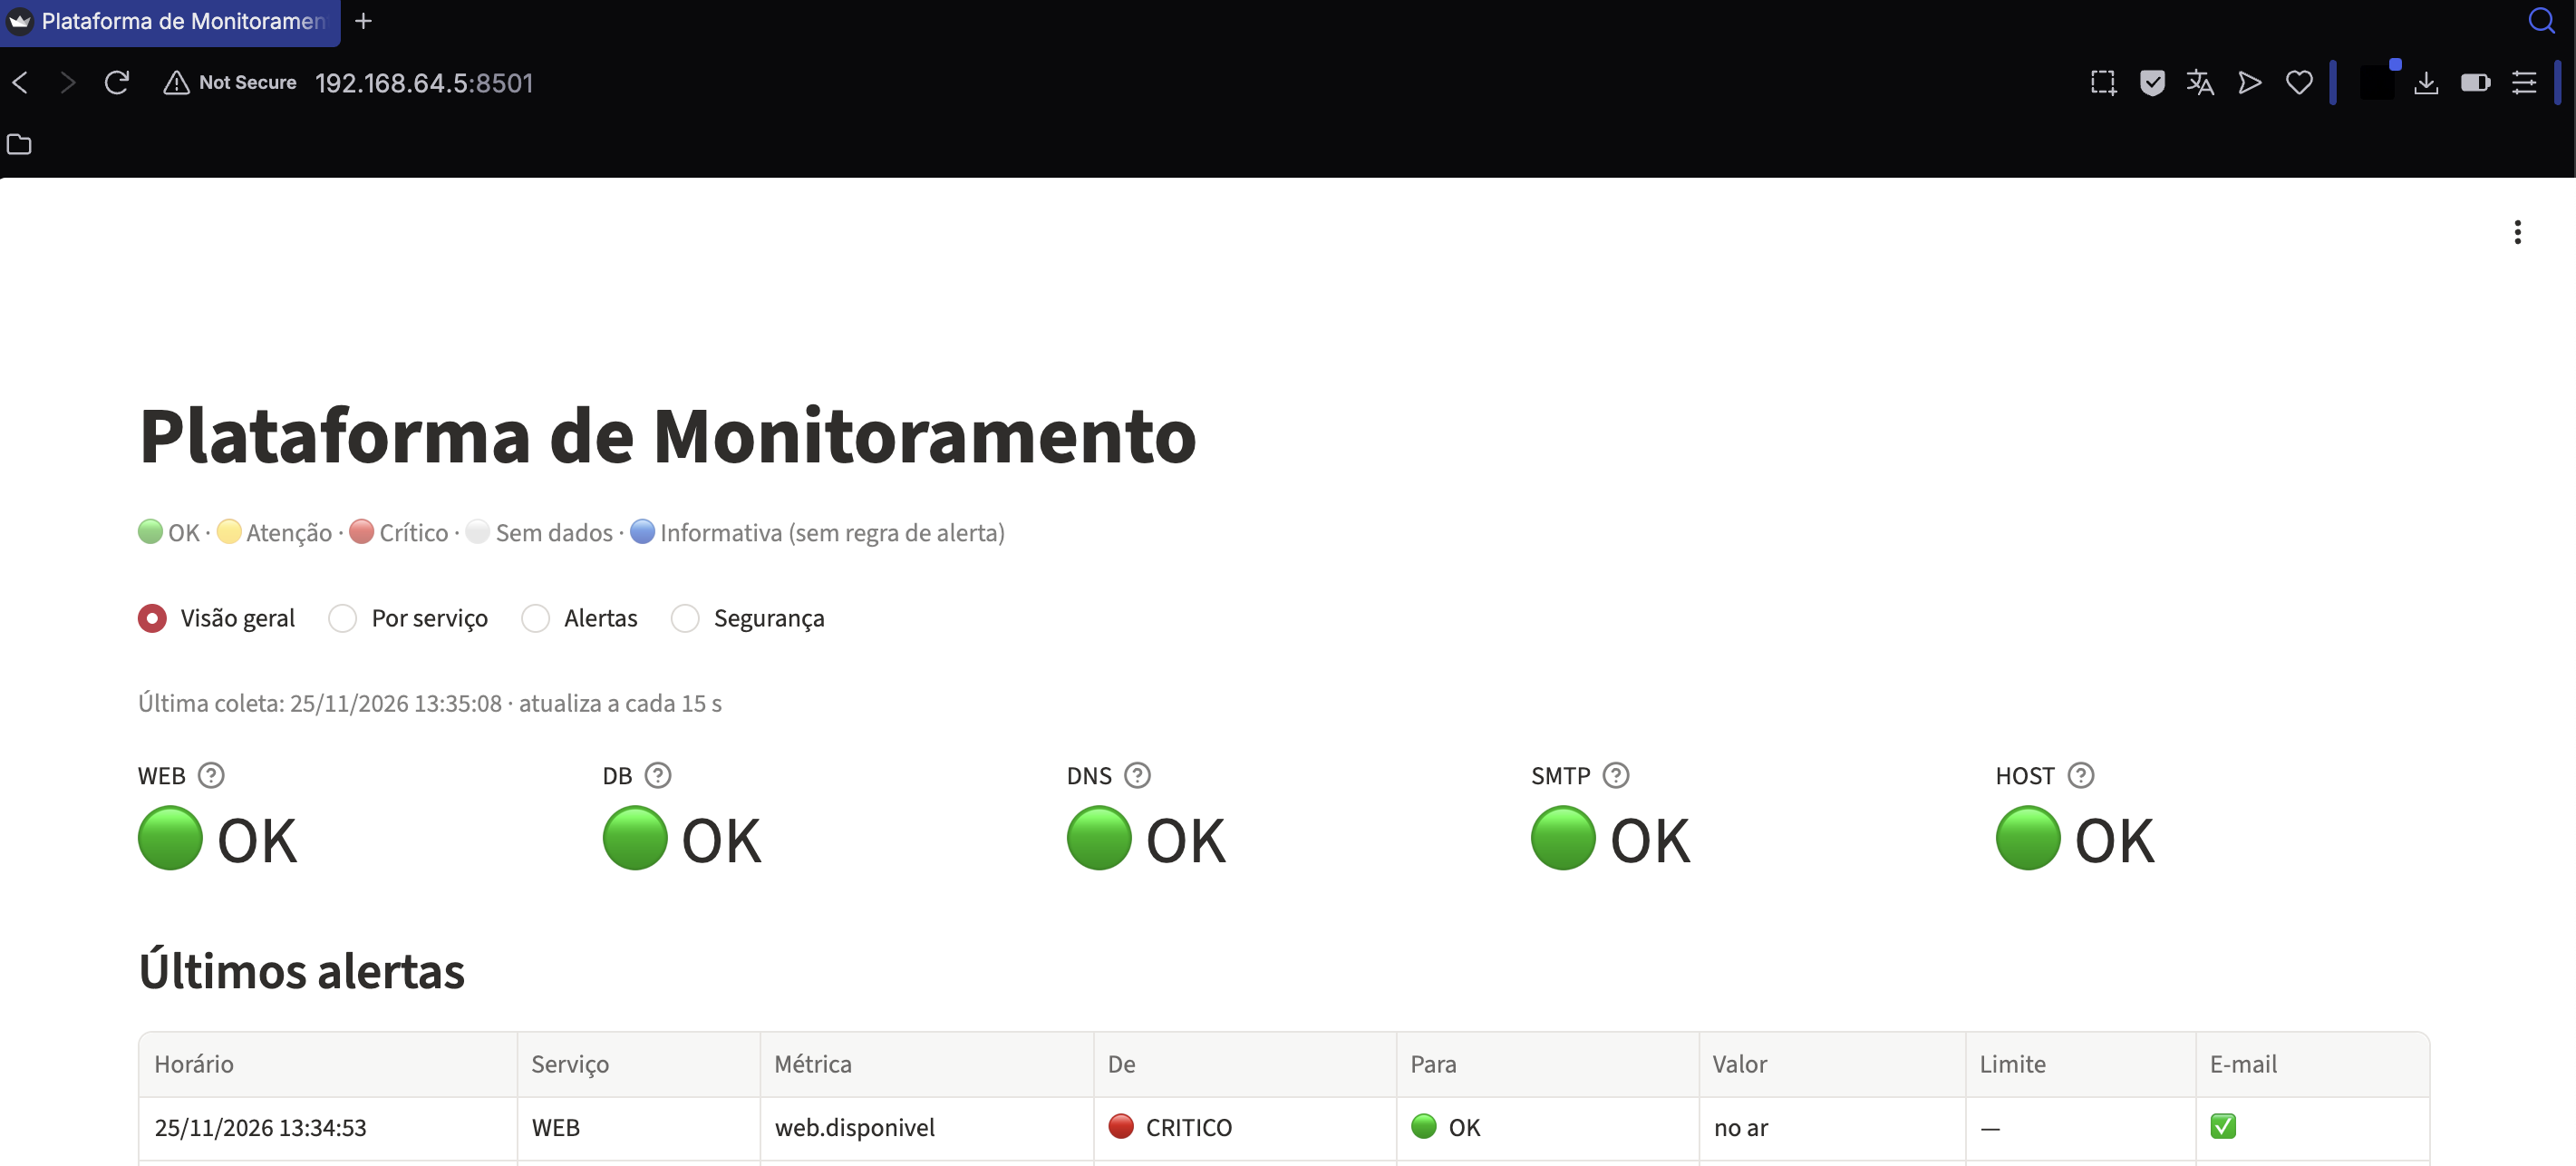 Plataforma de Monitoramen
Not Secure 192.168.64.5:8501
Plataforma de Monitoramento
OK · Atenção · Crítico · Sem dados · Informativa (sem regra de alerta)
Visão geral Por serviço Alertas Segurança
Última coleta: 25/11/2026 13:35:08 · atualiza a cada 15 s
WEB DB DNS SMTP HOST
OK OK OK OK OK
Últimos alertas
Horário Serviço Métrica De Para Valor Limite E-mail
25/11/2026 13:34:53 WEB web.disponivel CRITICO OK no ar —